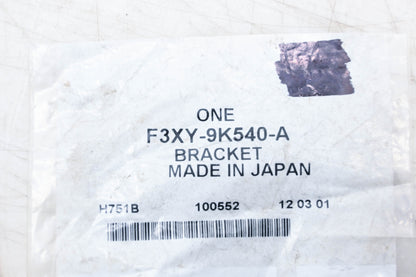 ONE
F3XY-9K540-A
BRACKET
MADE IN JAPAN
H751B 100552 12 03 01